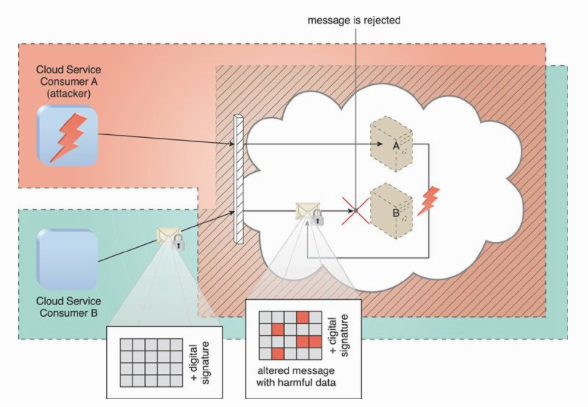 message is rejected
Cloud Service
Consumer A
(attacker)
A
B
Cloud Service
Consumer B
+ digital
signature
+ digital
signature
altered message
with harmful data